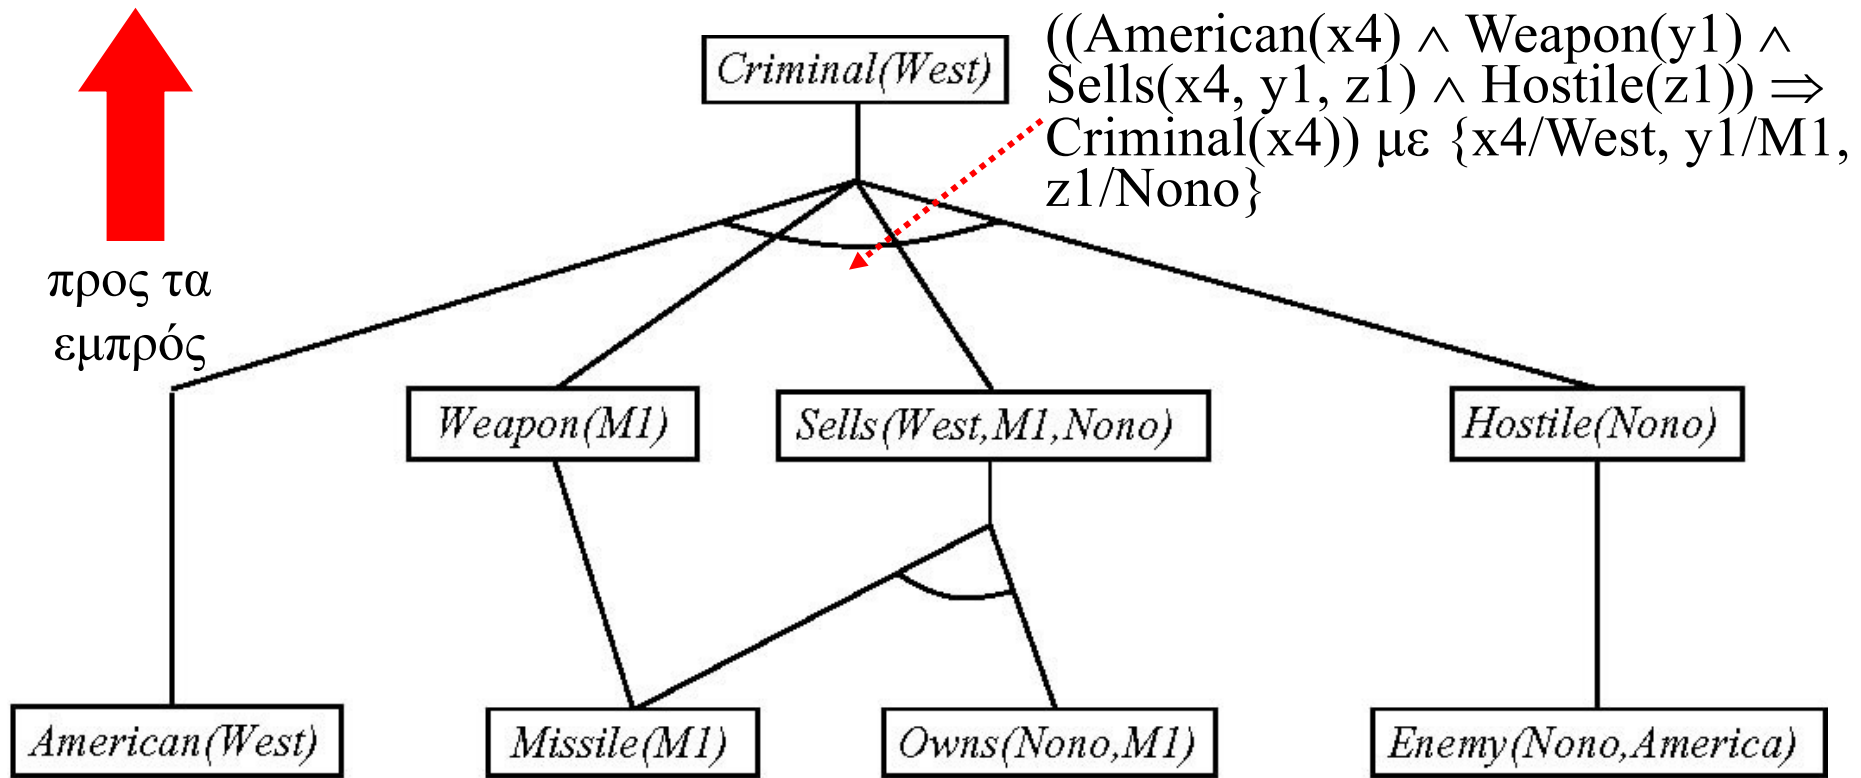 Criminal(West)
((American(x4) ∧ Weapon(y1) ∧
Sells(x4, y1, z1) ∧ Hostile(z1)) ⇒
Criminal(x4)) με {x4/West, y1/M1,
z1/Nono}
προς τα
εμπρός
Weapon(M1)
Sells(West,M1,Nono)
Hostile(Nono)
American(West)
Missile(M1)
Owns(Nono,M1)
Enemy(Nono,America)